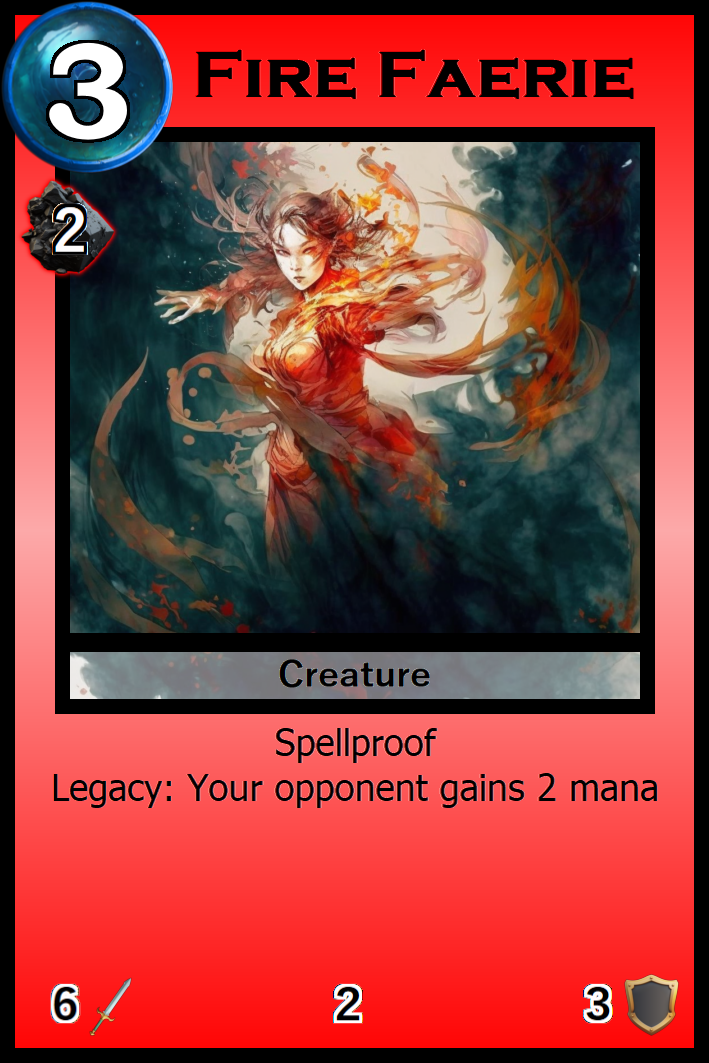 3
Fire Faerie
2
Creature
Spellproof
Legacy: Your opponent gains 2 mana
6 2 3